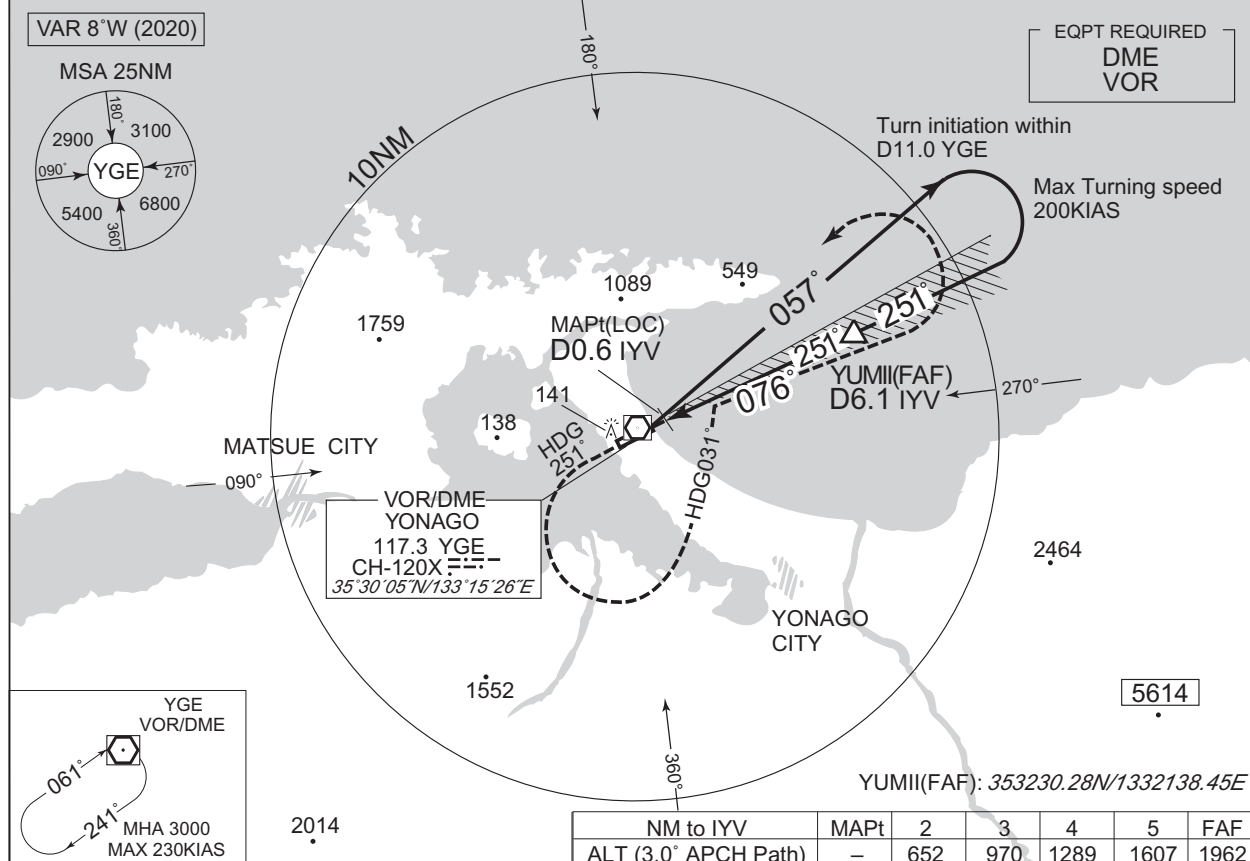 VAR 8°W (2020)
MSA 25NM
180°
2900
3100
090°
YGE
270°
5400
6800
360°
180°
10NM
EQPT REQUIRED
DME
VOR
Turn initiation within
D11.0 YGE
Max Turning speed
200KIAS
549
1089
057°
1759
MAPt(LOC)
D0.6 IYV
251°
251°
YUMII(FAF)
D6.1 IYV
076°
270°
141
138
HDG
251°
HDG031°
MATSUE CITY
090°
VOR/DME
YONAGO
117.3 YGE
CH-120X
35°30´05˝N/133°15´26˝E
2464
YONAGO
CITY
1552
5614
360°
YGE
VOR/DME
061°
241°
MHA 3000
MAX 230KIAS
2014
YUMII(FAF): 353230.28N/1332138.45E
NM to IYV MAPt 2 3 4 5 FAF
ALT (3.0° APCH Path) – 652 970 1289 1607 1962